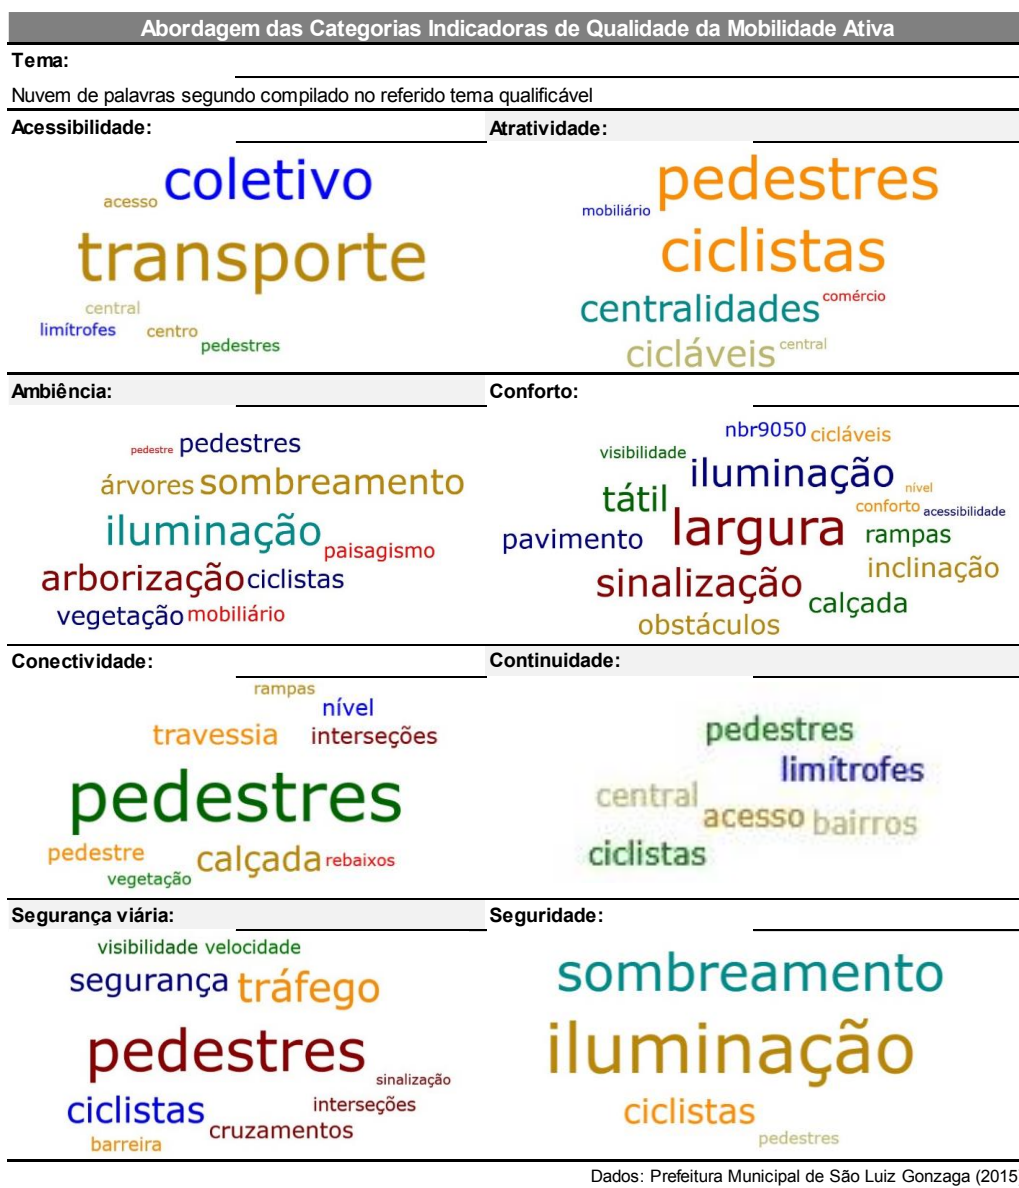 Abordagem das Categorias Indicadoras de Qualidade da Mobilidade Ativa
Tema:
Nuvem de palavras segundo compilado no referido tema qualificável
Acessibilidade:
coletivo
acesso
transporte
central
limítrofes
centro
pedestres
Atratividade:
pedestres
mobiliário
ciclistas
centralidades
comércio
cicláveis
central
Ambiência:
pedestre
pedestres
árvores
sombreamento
iluminação
paisagismo
arborização
ciclistas
vegetação
mobiliário
Conforto:
nbr9050
cicláveis
visibilidade
iluminação
nível
tátil
conforto
acessibilidade
largura
pavimento
rampas
inclinação
sinalização
calçada
obstáculos
Conectividade:
rampas
nível
travessia
interseções
pedestres
pedestre
calçada
rebaixos
vegetação
Continuidade:
pedestres
limítrofes
central
acesso
bairros
ciclistas
Segurança viária:
visibilidade
velocidade
segurança
tráfego
pedestres
sinalização
ciclistas
interseções
cruzamentos
barreira
Seguridade:
sombreamento
iluminação
ciclistas
pedestres
Dados: Prefeitura Municipal de São Luiz Gonzaga (2015